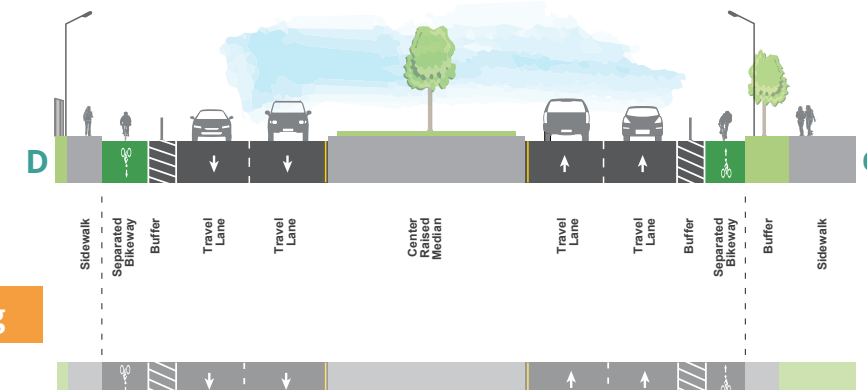 D
Sidewalk
Separated
Bikeway
Buffer
Travel
Lane
Travel
Lane
Center
Raised
Median
Travel
Lane
Travel
Lane
Buffer
Separated
Bikeway
Buffer
Sidewalk
g